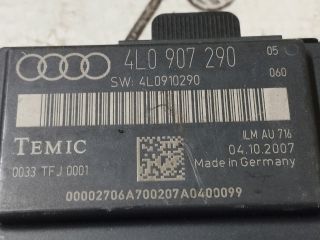 4L0 907 290 05
SW: 4L0910290 060
TEMIC ILM AU 716
04.10.2007
0033 TFJ 0001 Made in Germany
00002706A700207A0400099